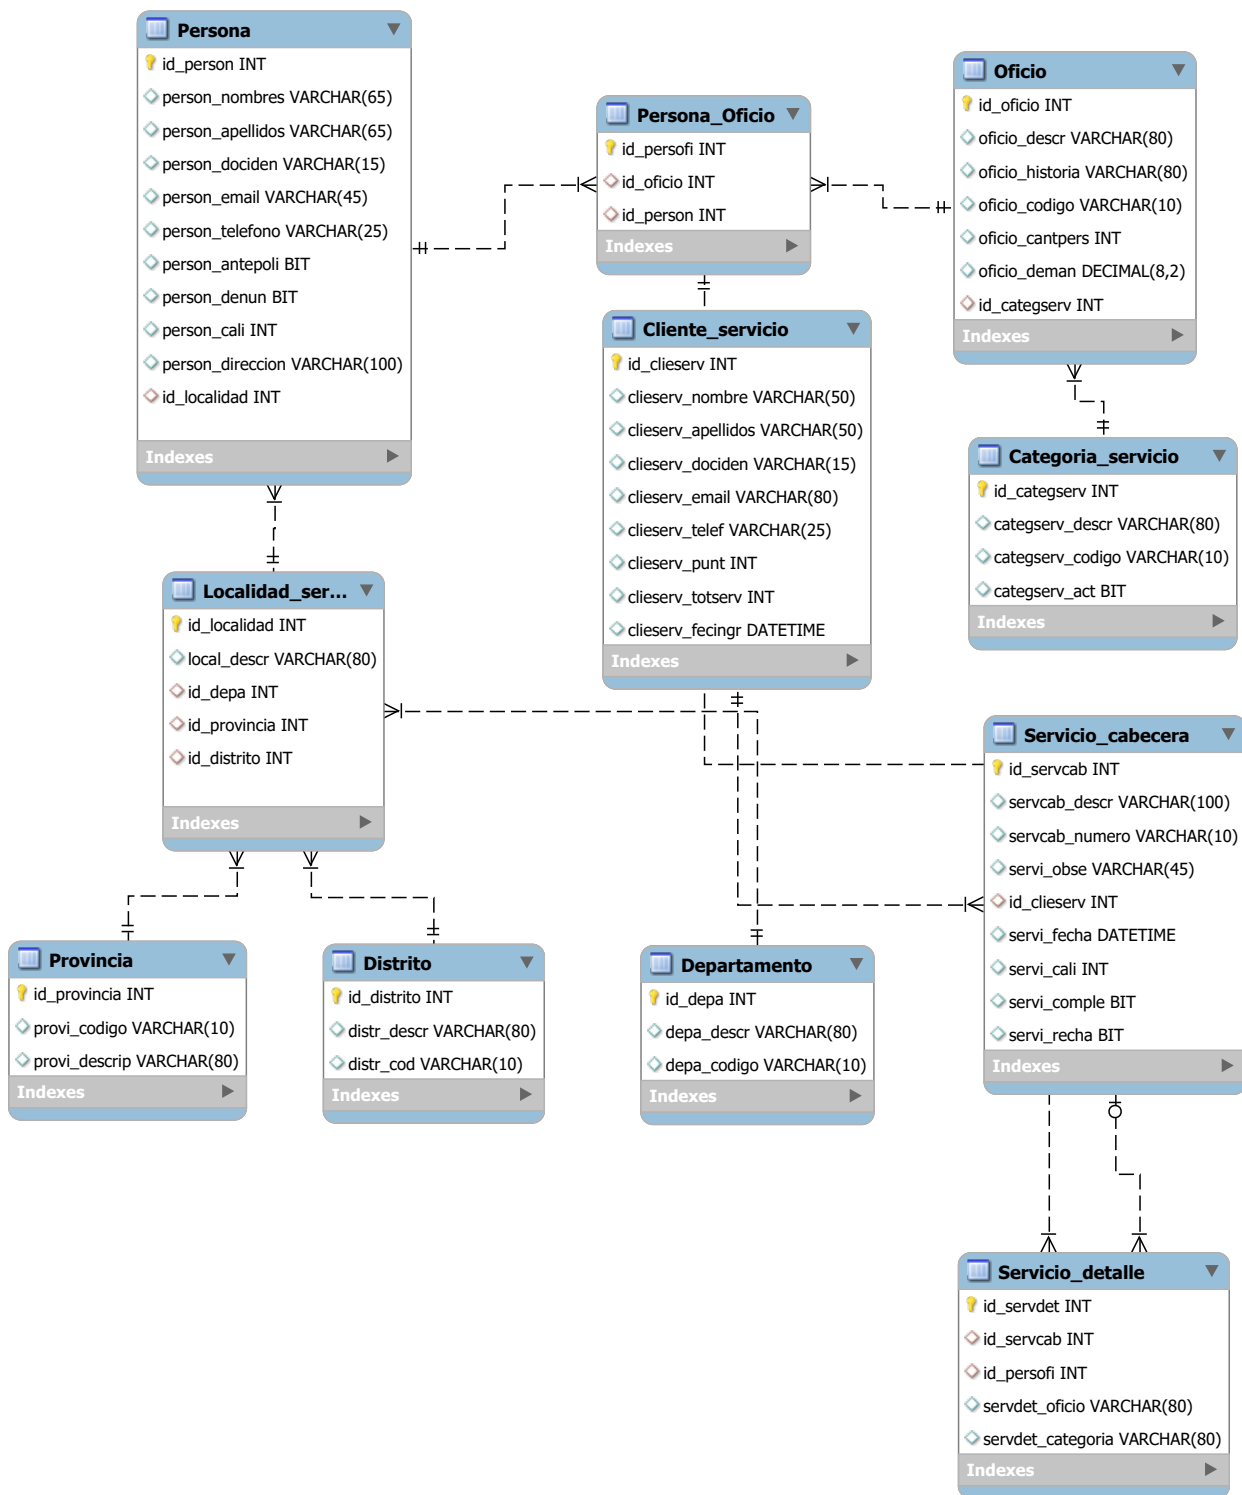 Persona
id_person INT
person_nombres VARCHAR(65)
person_apellidos VARCHAR(65)
person_dociden VARCHAR(15)
person_email VARCHAR(45)
person_telefono VARCHAR(25)
person_antepoli BIT
person_denun BIT
person_cali INT
person_direccion VARCHAR(100)
id_localidad INT
Indexes
Persona_Oficio
id_persofi INT
id_oficio INT
id_person INT
Indexes
Oficio
id_oficio INT
oficio_descr VARCHAR(80)
oficio_historia VARCHAR(80)
oficio_codigo VARCHAR(10)
oficio_cantpers INT
oficio_deman DECIMAL(8,2)
id_categserv INT
Indexes
Cliente_servicio
id_clieserv INT
clieserv_nombre VARCHAR(50)
clieserv_apellidos VARCHAR(50)
clieserv_dociden VARCHAR(15)
clieserv_email VARCHAR(80)
clieserv_telef VARCHAR(25)
clieserv_punt INT
clieserv_totserv INT
clieserv_fecingr DATETIME
Indexes
Categoria_servicio
id_categserv INT
categserv_descr VARCHAR(80)
categserv_codigo VARCHAR(10)
categserv_act BIT
Indexes
Localidad_ser...
id_localidad INT
local_descr VARCHAR(80)
id_depa INT
id_provincia INT
id_distrito INT
Indexes
Servicio_cabecera
id_servcab INT
servcab_descr VARCHAR(100)
servcab_numero VARCHAR(10)
servi_obse VARCHAR(45)
id_clieserv INT
servi_fecha DATETIME
servi_cali INT
servi_comple BIT
servi_recha BIT
Indexes
Provincia
id_provincia INT
provi_codigo VARCHAR(10)
provi_descrip VARCHAR(80)
Indexes
Distrito
id_distrito INT
distr_descr VARCHAR(80)
distr_cod VARCHAR(10)
Indexes
Departamento
id_depa INT
depa_descr VARCHAR(80)
depa_codigo VARCHAR(10)
Indexes
Servicio_detalle
id_servdet INT
id_servcab INT
id_persofi INT
servdet_oficio VARCHAR(80)
servdet_categoria VARCHAR(80)
Indexes